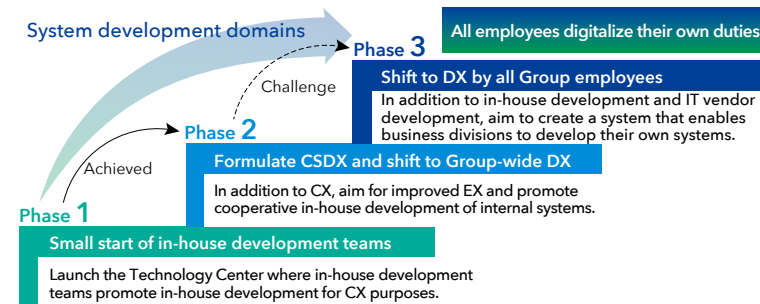 System development domains
All employees digitalize their own duties
Phase 3
Shift to DX by all Group employees
In addition to in-house development and IT vendor
development, aim to create a system that enables
business divisions to develop their own systems.
Challenge
Phase 2
Formulate CSDX and shift to Group-wide DX
In addition to CX, aim for improved EX and promote
cooperative in-house development of internal systems.
Achieved
Phase 1
Small start of in-house development teams
Launch the Technology Center where in-house development
teams promote in-house development for CX purposes.